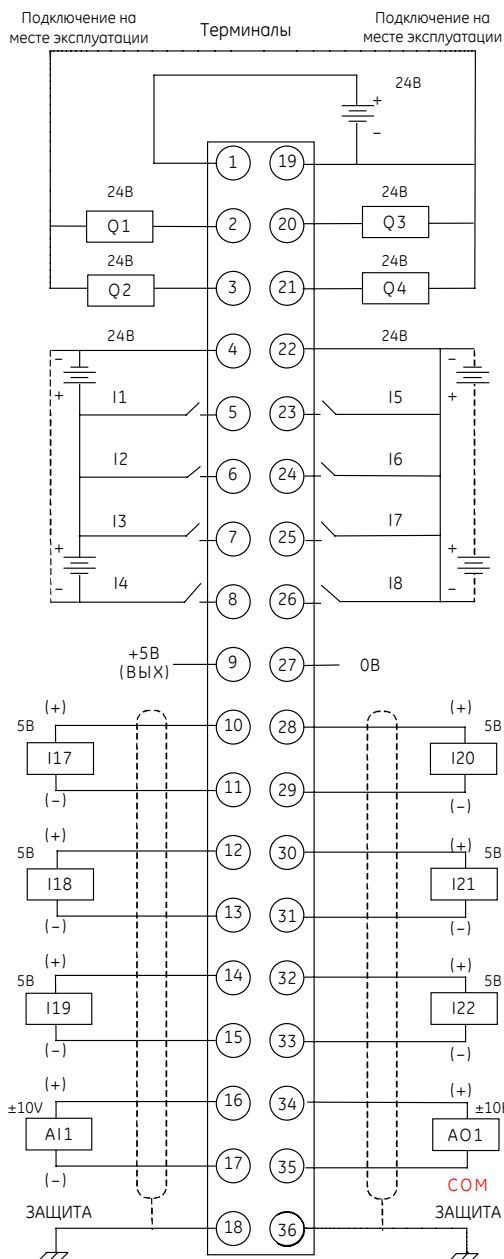 Подключение на
месте эксплуатации
Терминалы
Подключение на
месте эксплуатации
24В
+
−
1 19
24В 24В
Q1 2 20 Q3
24В 24В
Q2 3 21 Q4
24В 4 22 24В
− −
+ +
I1 5 23 I5
I2 6 24 I6
I3 7 25 I7
+ +
− −
I4 8 26 I8
+5В
(ВЫХ) 9 27 0В
(+) 10 28 (+)
5В 5В
I17 I20
(−) 11 29 (−)
(+) 12 30 (+)
5В 5В
I18 I21
(−) 13 31 (−)
(+) 14 32 (+)
5В 5В
I19 I22
(−) 15 33 (−)
(+) 16 34 (+)
±10V ±10
AI1 AO1
(−) 17 35
COM
ЗАЩИТА ЗАЩИТА
18 36